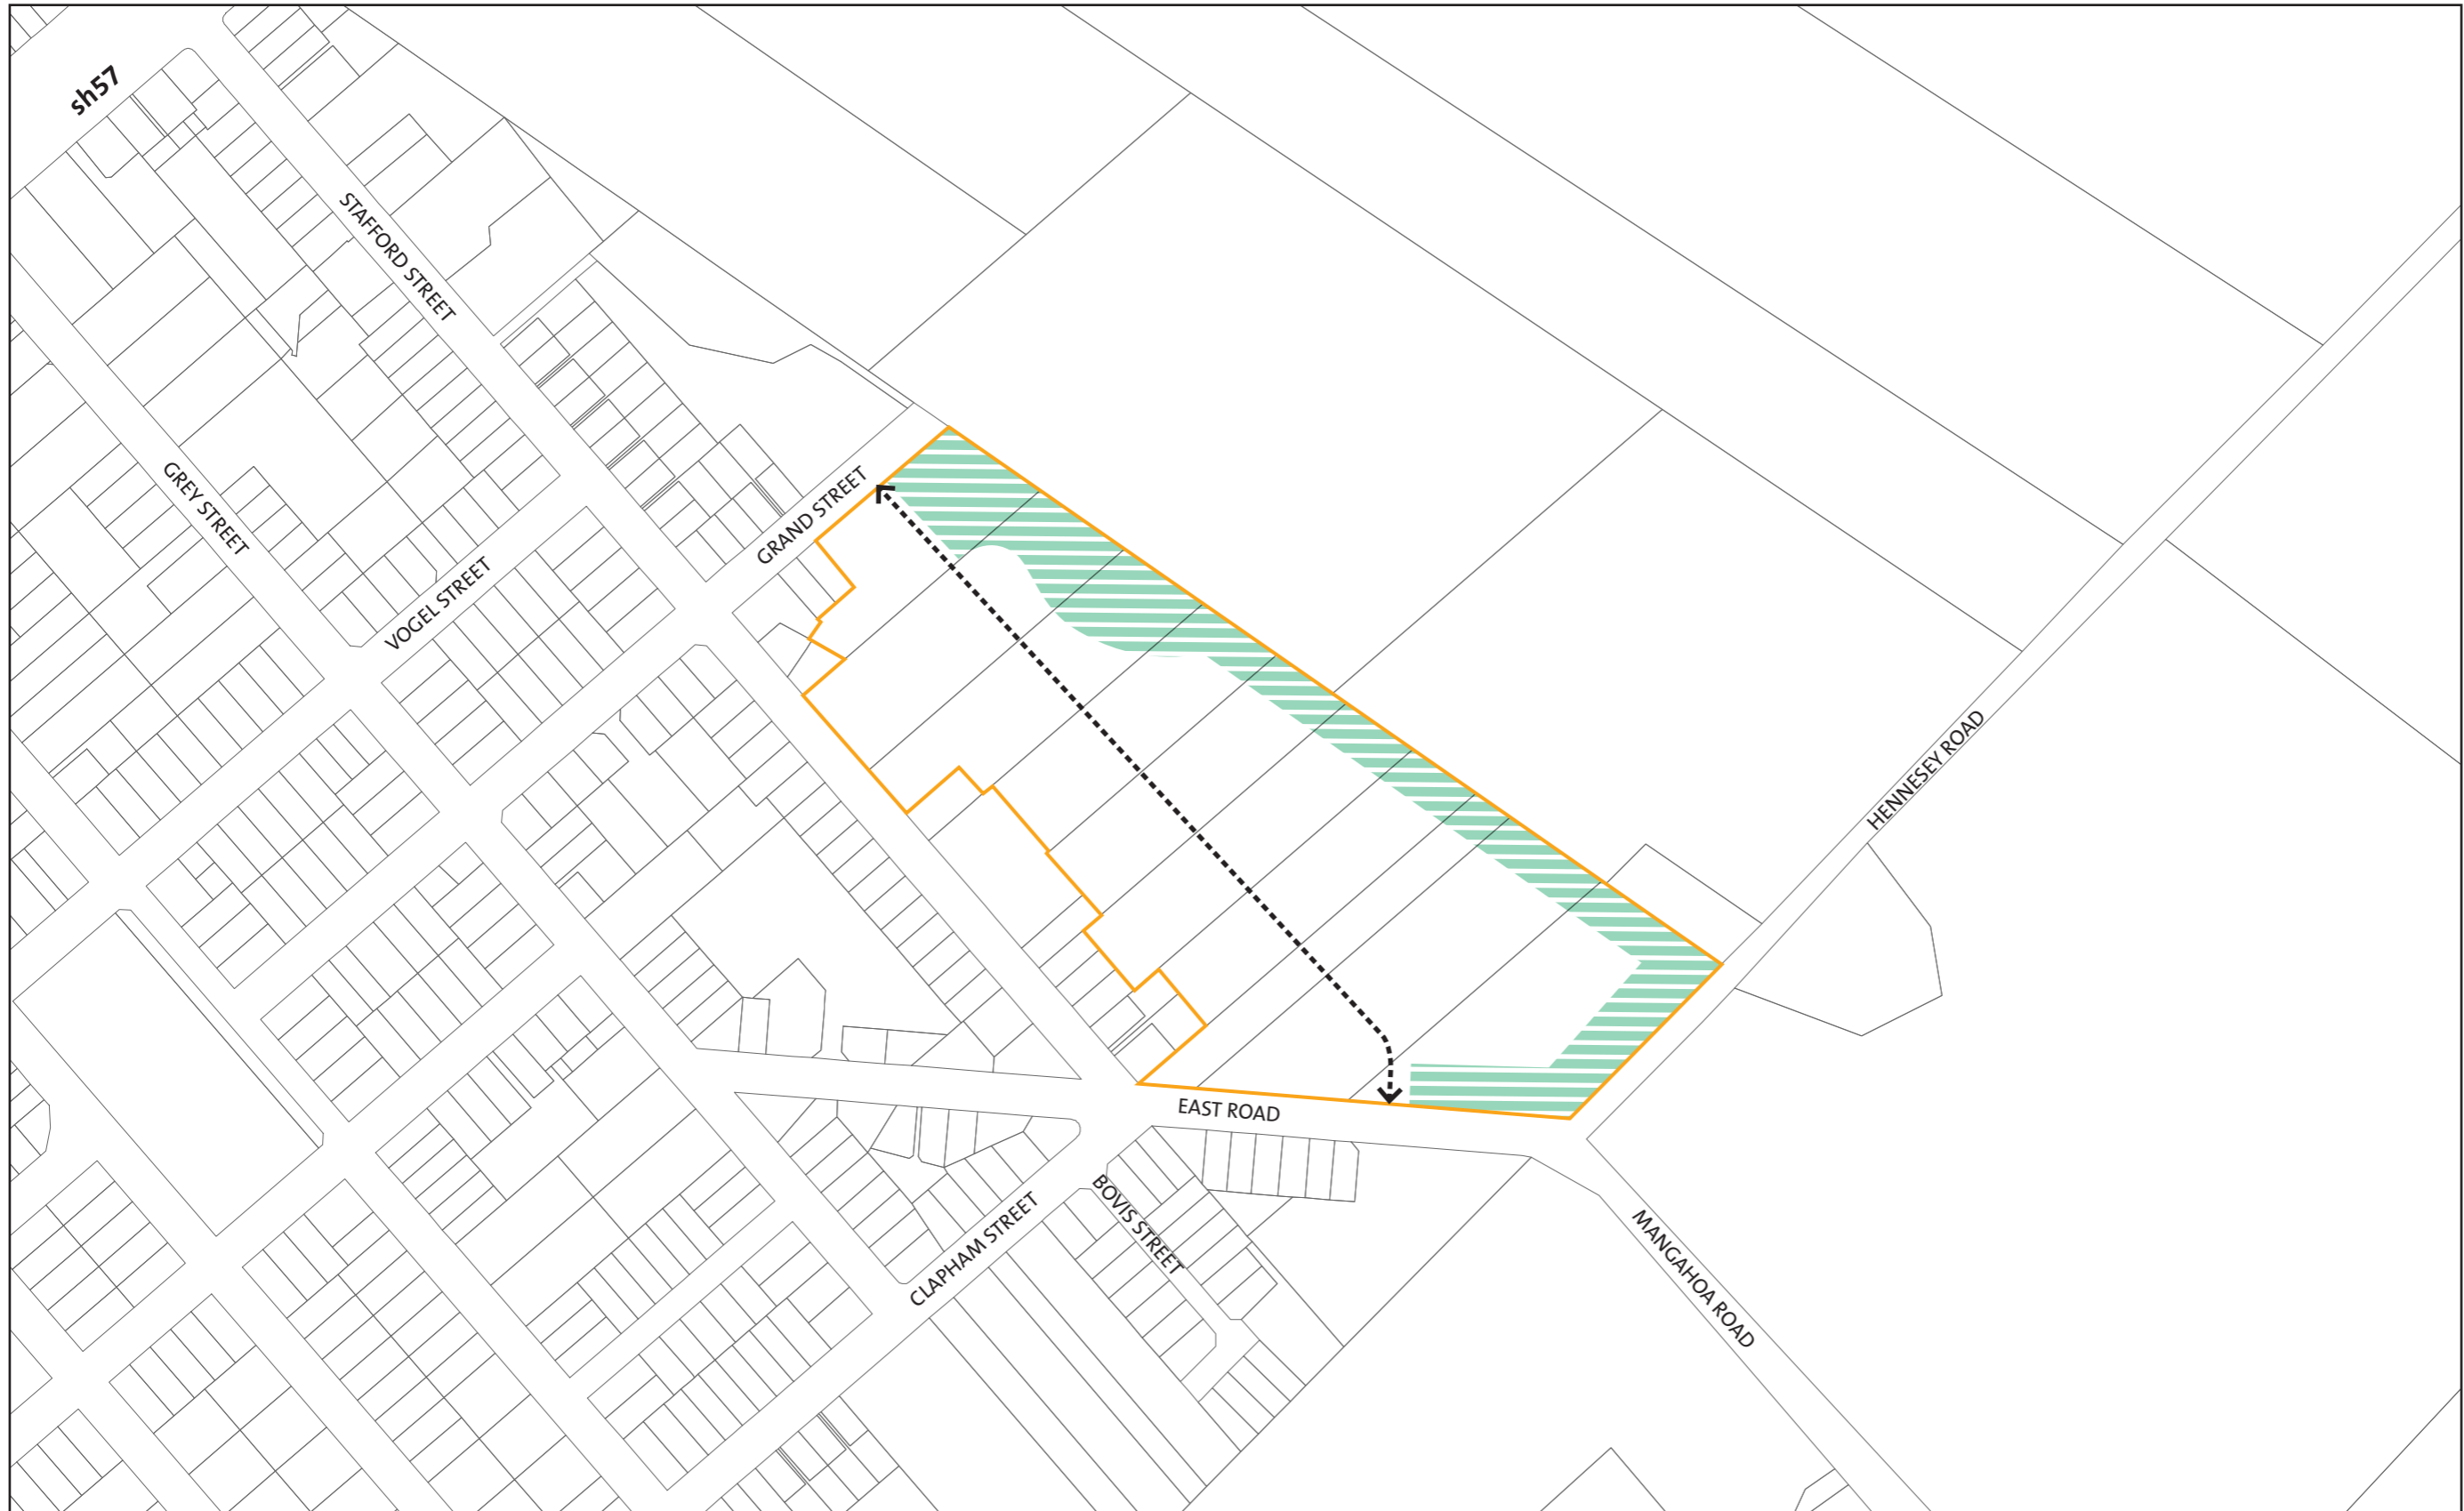 sh57
STAFFORD STREET
GREY STREET
GRAND STREET
VOGEL STREET
HENNESEY ROAD
EAST ROAD
BOVIS STREET
CLAPHAM STREET
MANGAHOA ROAD